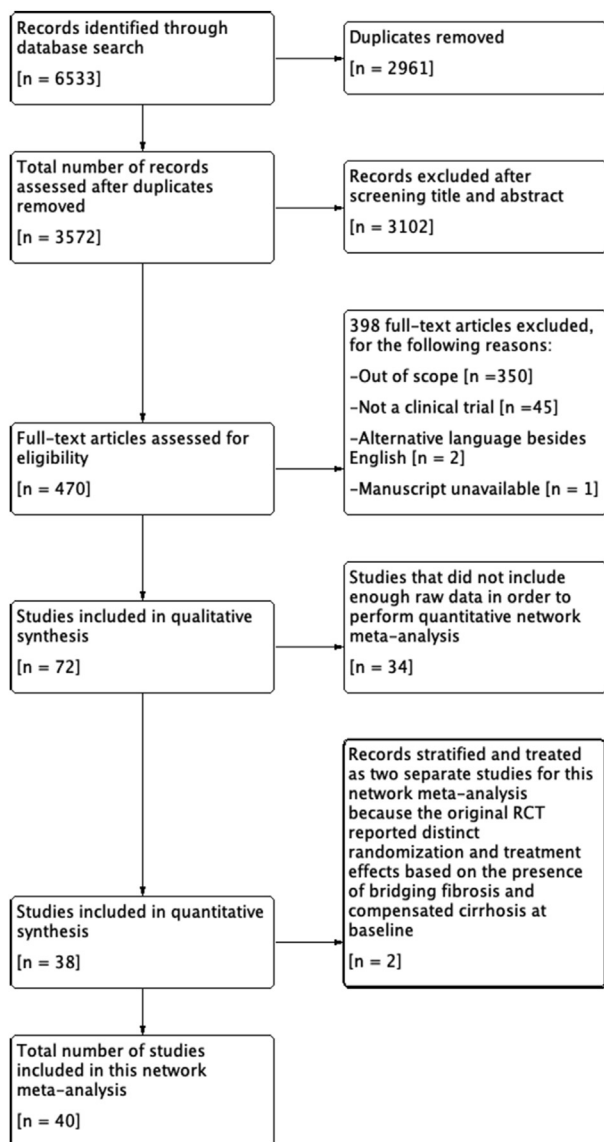 Records identified through
database search
[n = 6533]
Duplicates removed
[n = 2961]
Total number of records
assessed after duplicates
removed
[n = 3572]
Records excluded after
screening title and abstract
[n = 3102]
398 full-text articles excluded,
for the following reasons:
-Out of scope [n =350]
-Not a clinical trial [n =45]
-Alternative language besides
English [n = 2]
-Manuscript unavailable [n = 1]
Full-text articles assessed for
eligibility
[n = 470]
Studies included in qualitative
synthesis
[n = 72]
Studies that did not include
enough raw data in order to
perform quantitative network
meta-analysis
[n = 34]
Records stratified and treated
as two separate studies for this
network meta-analysis
because the original RCT
reported distinct
randomization and treatment
effects based on the presence
of bridging fibrosis and
compensated cirrhosis at
baseline
[n = 2]
Studies included in quantitative
synthesis
[n = 38]
Total number of studies
included in this network
meta-analysis
[n = 40]